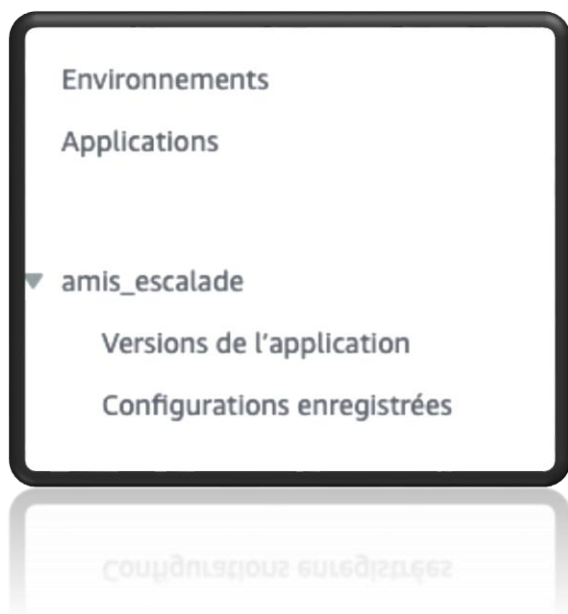 Environnements
Applications
amis_escalade
Versions de l'application
Configurations enregistrées